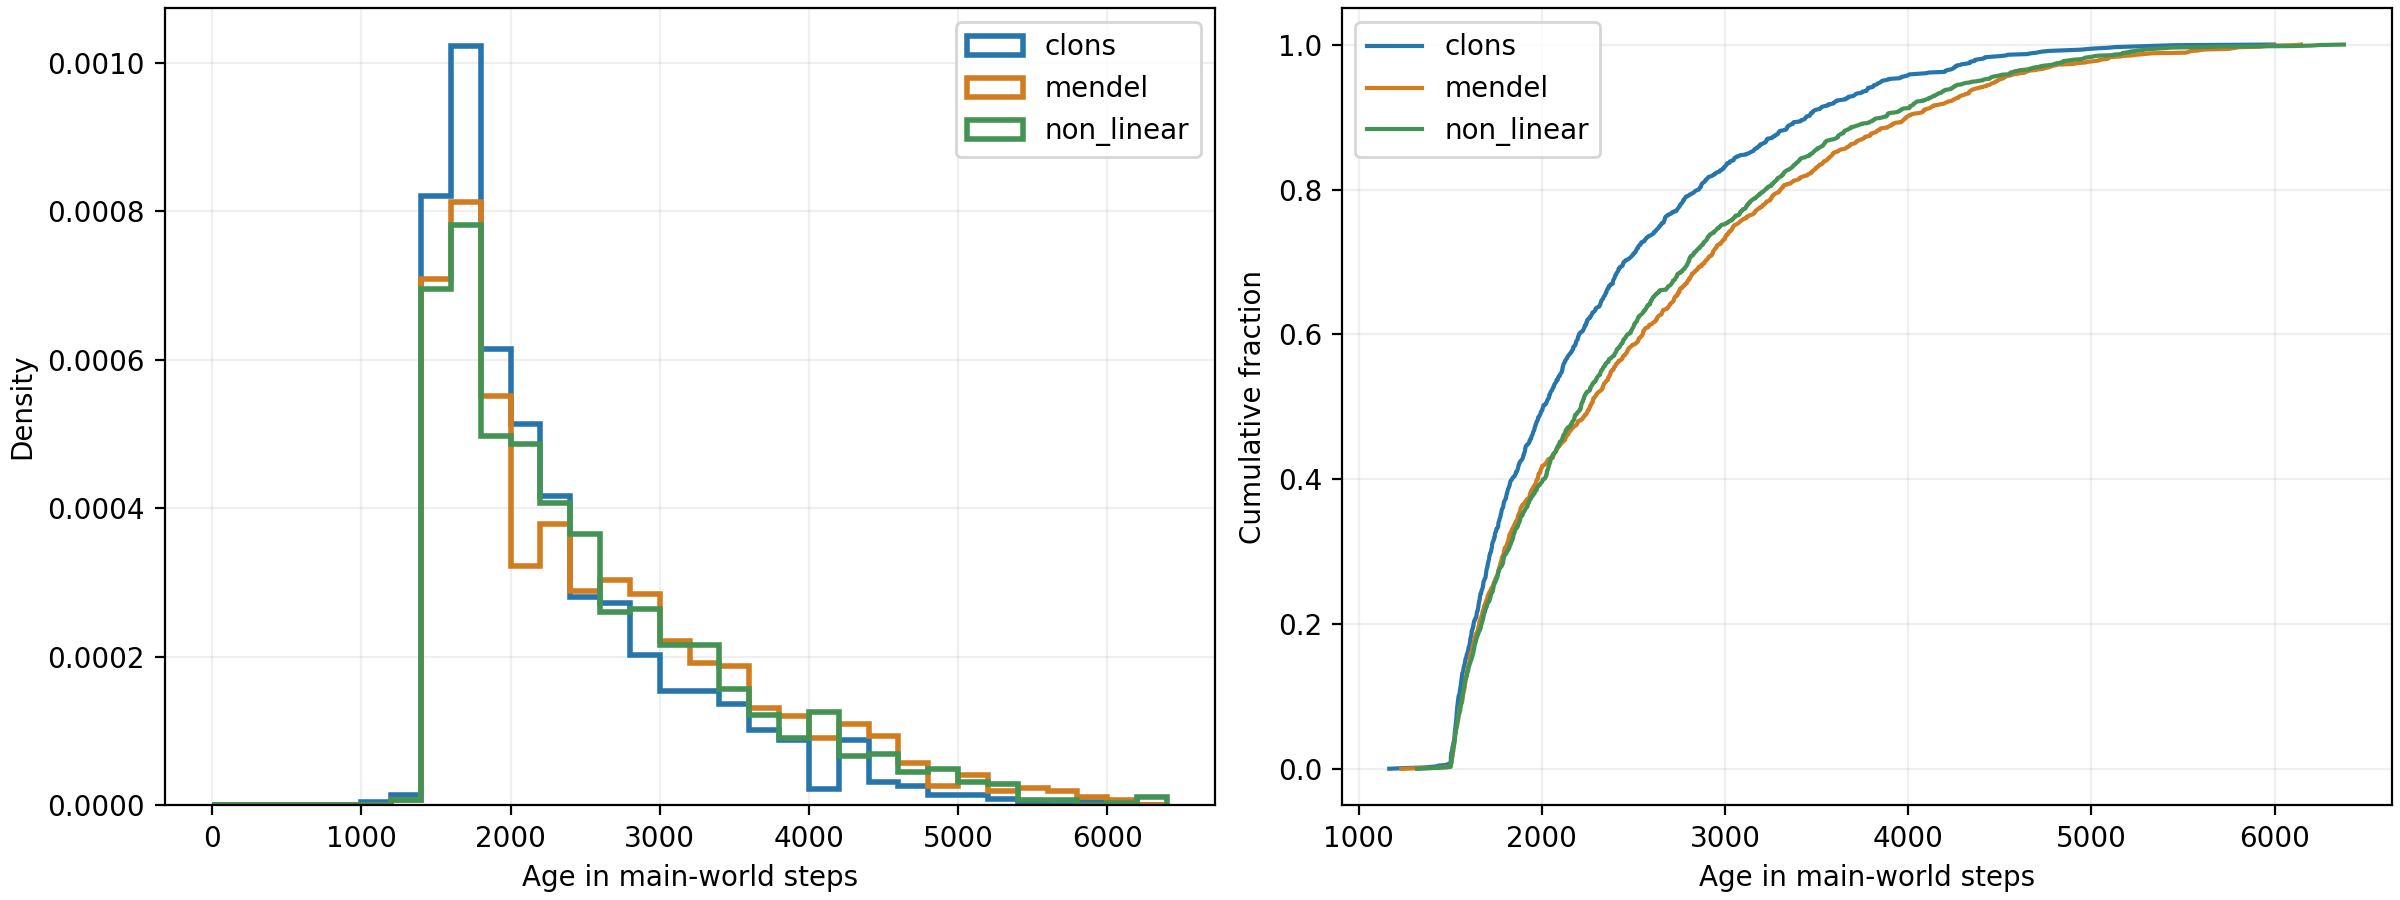 Density
0.0010
0.0008
0.0006
0.0004
0.0002
0.0000
clons
mendel
non_linear
0 1000 2000 3000 4000 5000 6000
Age in main-world steps
Cumulative fraction
1.0
0.8
0.6
0.4
0.2
0.0
clons
mendel
non_linear
1000 2000 3000 4000 5000 6000
Age in main-world steps